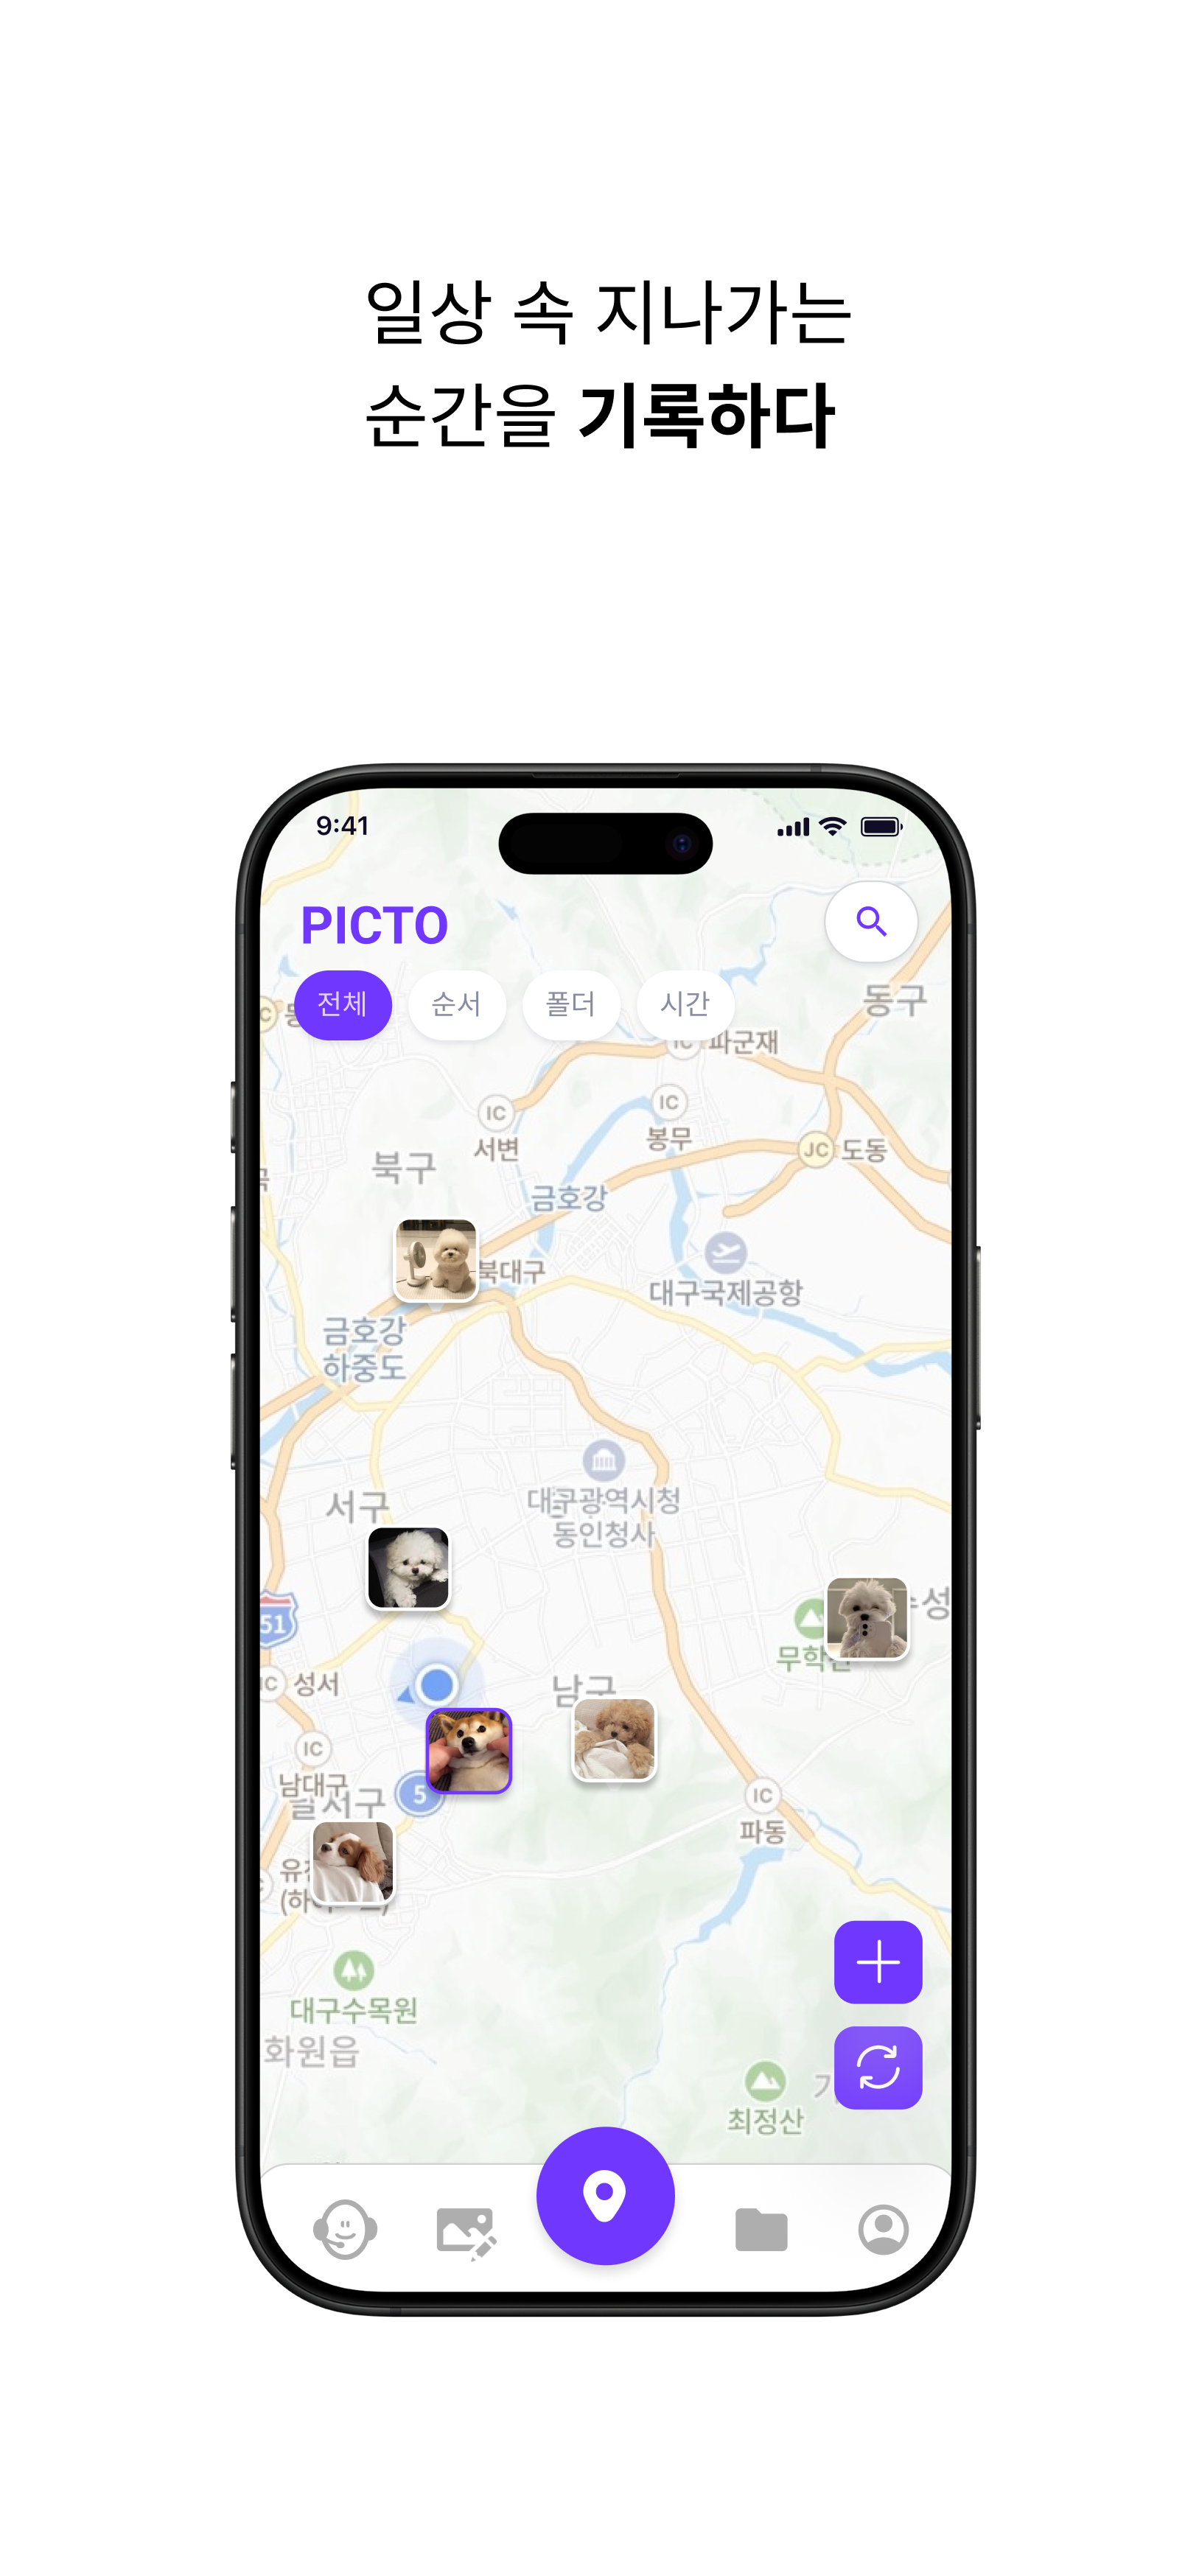 일상 속 지나가는
순간을 기록하다
9:41
PICTO
전체 순서 폴더 시간
동구
파군재
IC
IC
봉무
서변
JC 도동
북구
금호강
북대구
대구국제공항
금호강
하중도
서구
대구광역시청
동인청사
51
IC 성서
남구
IC
남대구
달서구
5
IC
파동
대구수목원
화원읍
최정산